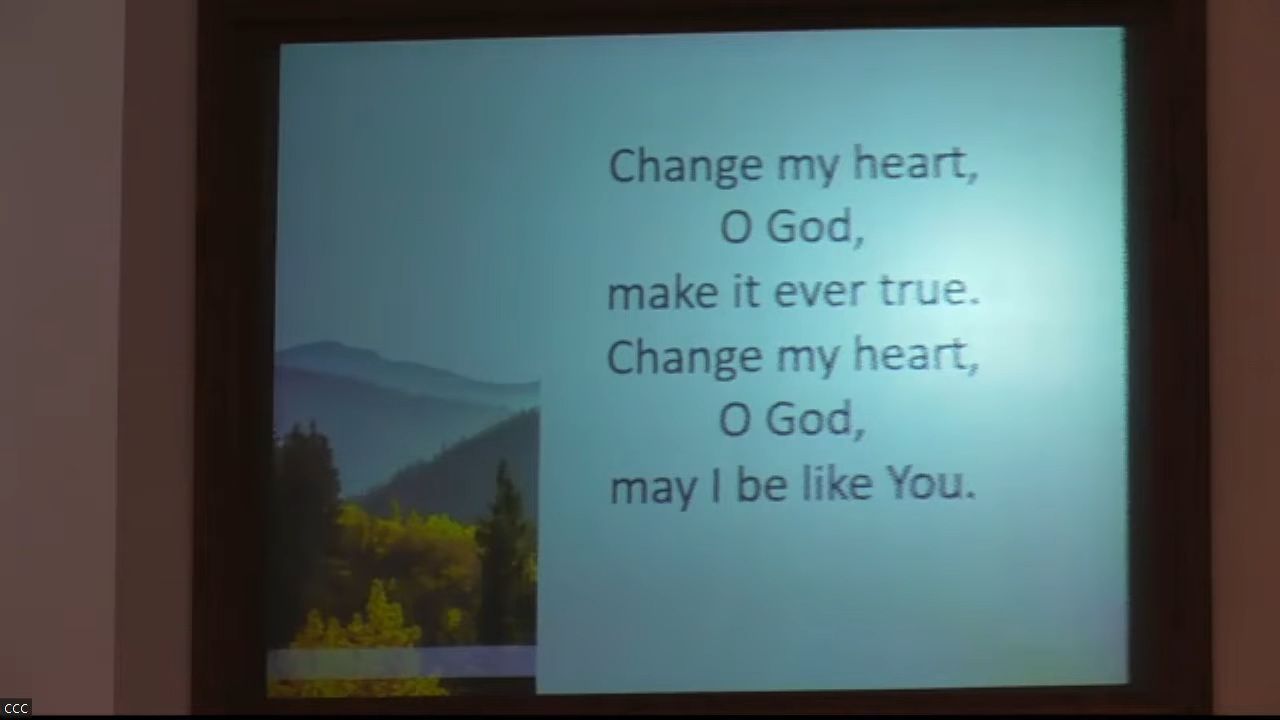 Change my heart,
O God,
make it ever true.
Change my heart,
O God,
may I be like You.
CCC